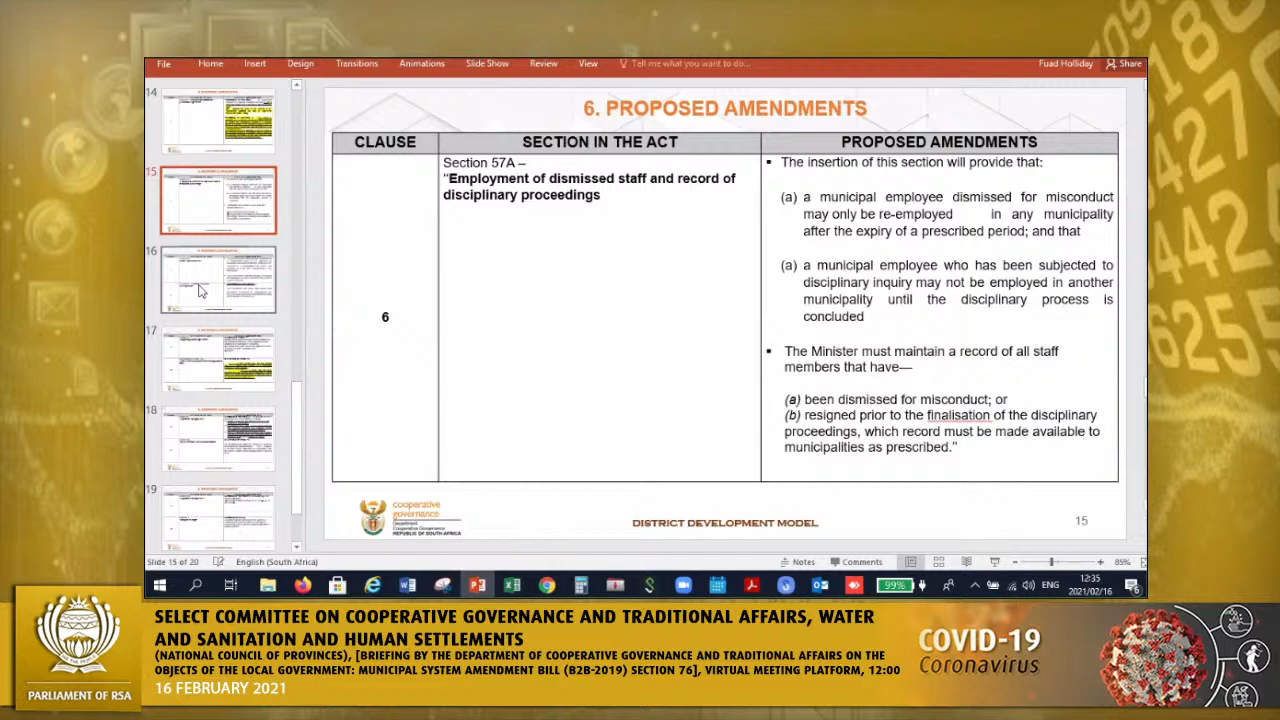 File Home Insert Design Transitions Animations Slide Show Review View Tell me what you want to do... Fuad Holliday Share
14
15
16
17
18
19
6. PROPOSED AMENDMENTS
CLAUSE SECTION IN THE ACT PROPOSED AMENDMENTS
6
Section 57A –
"Employment of dismissed staff and record of
disciplinary proceedings
▪ The insertion of this section will provide that:
(a) a municipal employee dismissed for misconduct
may only be re-employed in any municipality
after the expiry of a prescribed period; and that
(a) a municipal employee who has been subjected
disciplinary inquiry may not be employed in
municipality until the disciplinary process is
concluded
▪ The Minister must maintain a record of all staff
members that have—
(a) been dismissed for misconduct; or
(b) resigned prior to finalisation of the disciplinary
proceedings, which record must be made available to
municipalities as prescribed."
cooperative
governance
Department:
Cooperative Governance
REPUBLIC OF SOUTH AFRICA
DISTRICT DEVELOPMENT MODEL
15
Slide 15 of 20 English (South Africa) Notes Comments 85%
99% ENG 12:35
2021/02/16
6
PARLIAMENT OF RSA
SELECT COMMITTEE ON COOPERATIVE GOVERNANCE AND TRADITIONAL AFFAIRS, WATER
AND SANITATION AND HUMAN SETTLEMENTS
(NATIONAL COUNCIL OF PROVINCES), [BRIEFING BY THE DEPARTMENT OF COOPERATIVE GOVERNANCE AND TRADITIONAL AFFAIRS ON THE
OBJECTS OF THE LOCAL GOVERNMENT: MUNICIPAL SYSTEM AMENDMENT BILL (B2B-2019) SECTION 76], VIRTUAL MEETING PLATFORM, 12:00
16 FEBRUARY 2021
COVID-19
Coronavirus